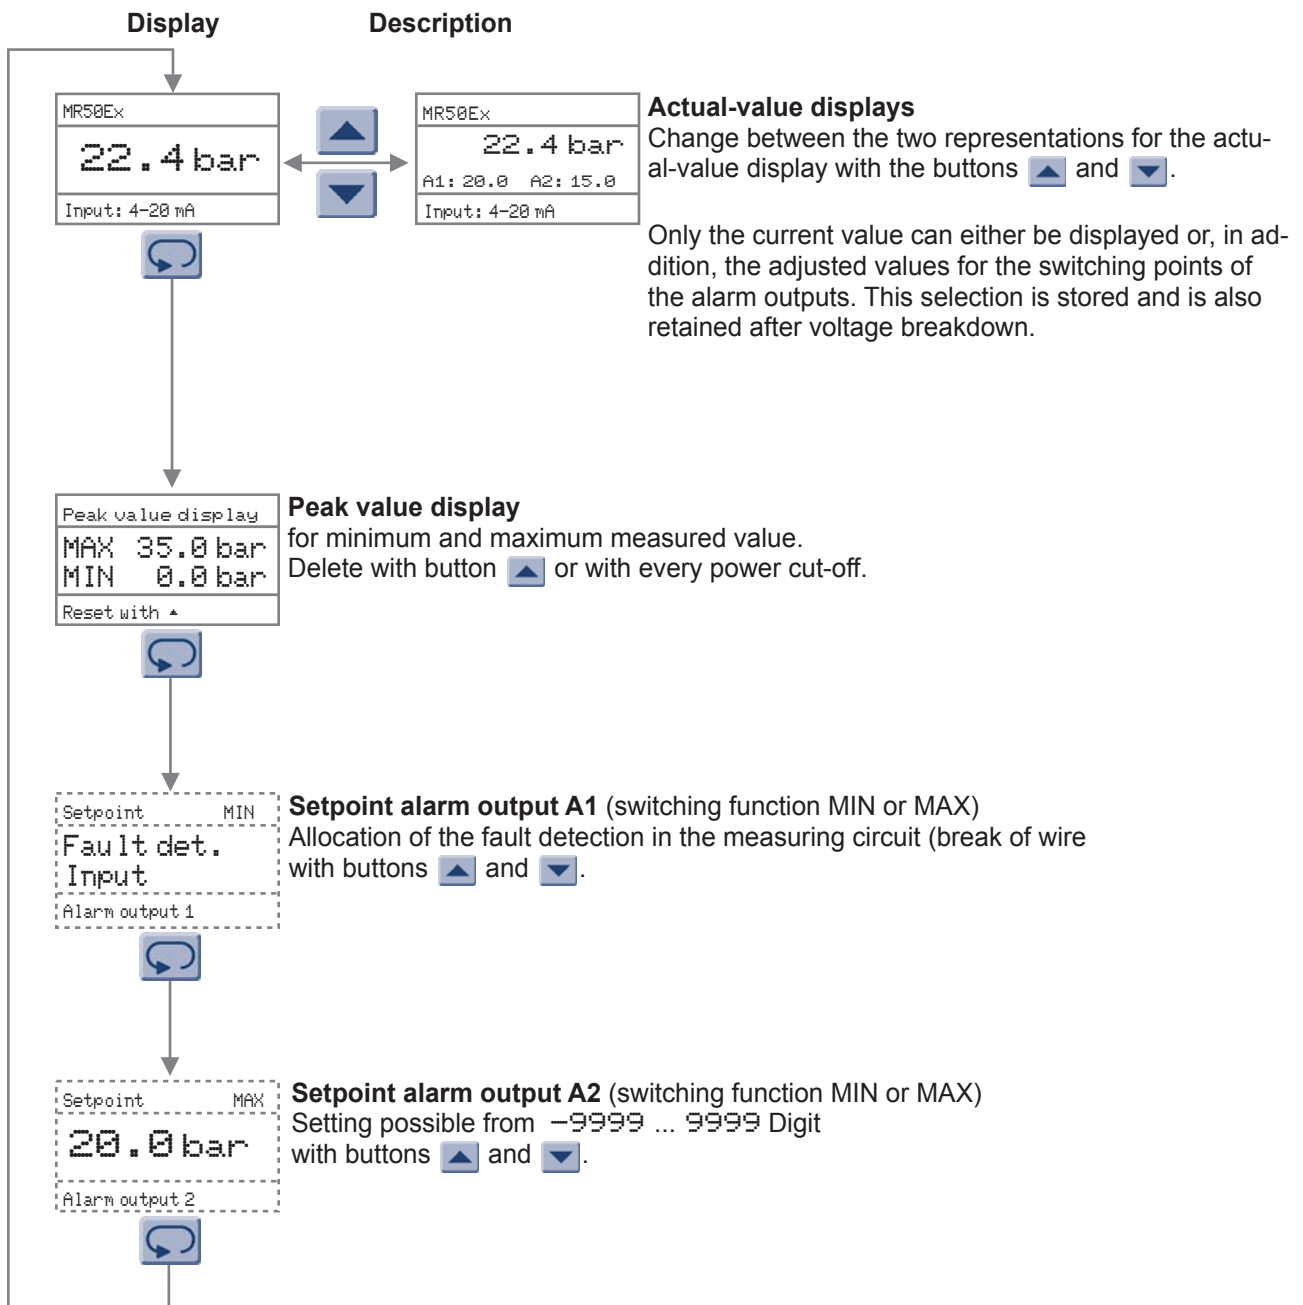 Display Description
MR50Ex
22.4 bar
Input: 4-20 mA
MR50Ex
22.4 bar
A1: 20.0 A2: 15.0
Input: 4-20 mA
Actual-value displays
Change between the two representations for the actu-
al-value display with the buttons ▲ and ▼.
Only the current value can either be displayed or, in ad-
dition, the adjusted values for the switching points of
the alarm outputs. This selection is stored and is also
retained after voltage breakdown.
Peak value display
MAX 35.0 bar
MIN 0.0 bar
Reset with ▲
Peak value display
for minimum and maximum measured value.
Delete with button ▲ or with every power cut-off.
Setpoint MIN
Fault det.
Input
Alarm output 1
Setpoint alarm output A1 (switching function MIN or MAX)
Allocation of the fault detection in the measuring circuit (break of wire
with buttons ▲ and ▼.
Setpoint MAX
20.0 bar
Alarm output 2
Setpoint alarm output A2 (switching function MIN or MAX)
Setting possible from -9999 ... 9999 Digit
with buttons ▲ and ▼.